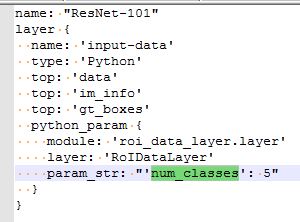 name: "ResNet-101"
layer {
  name: 'input-data'
  type: 'Python'
  top: 'data'
  top: 'im_info'
  top: 'gt_boxes'
  python_param {
    module: 'roi_data_layer.layer'
    layer: 'RoIDataLayer'
    param_str: "'num_classes': 5"
  }
}